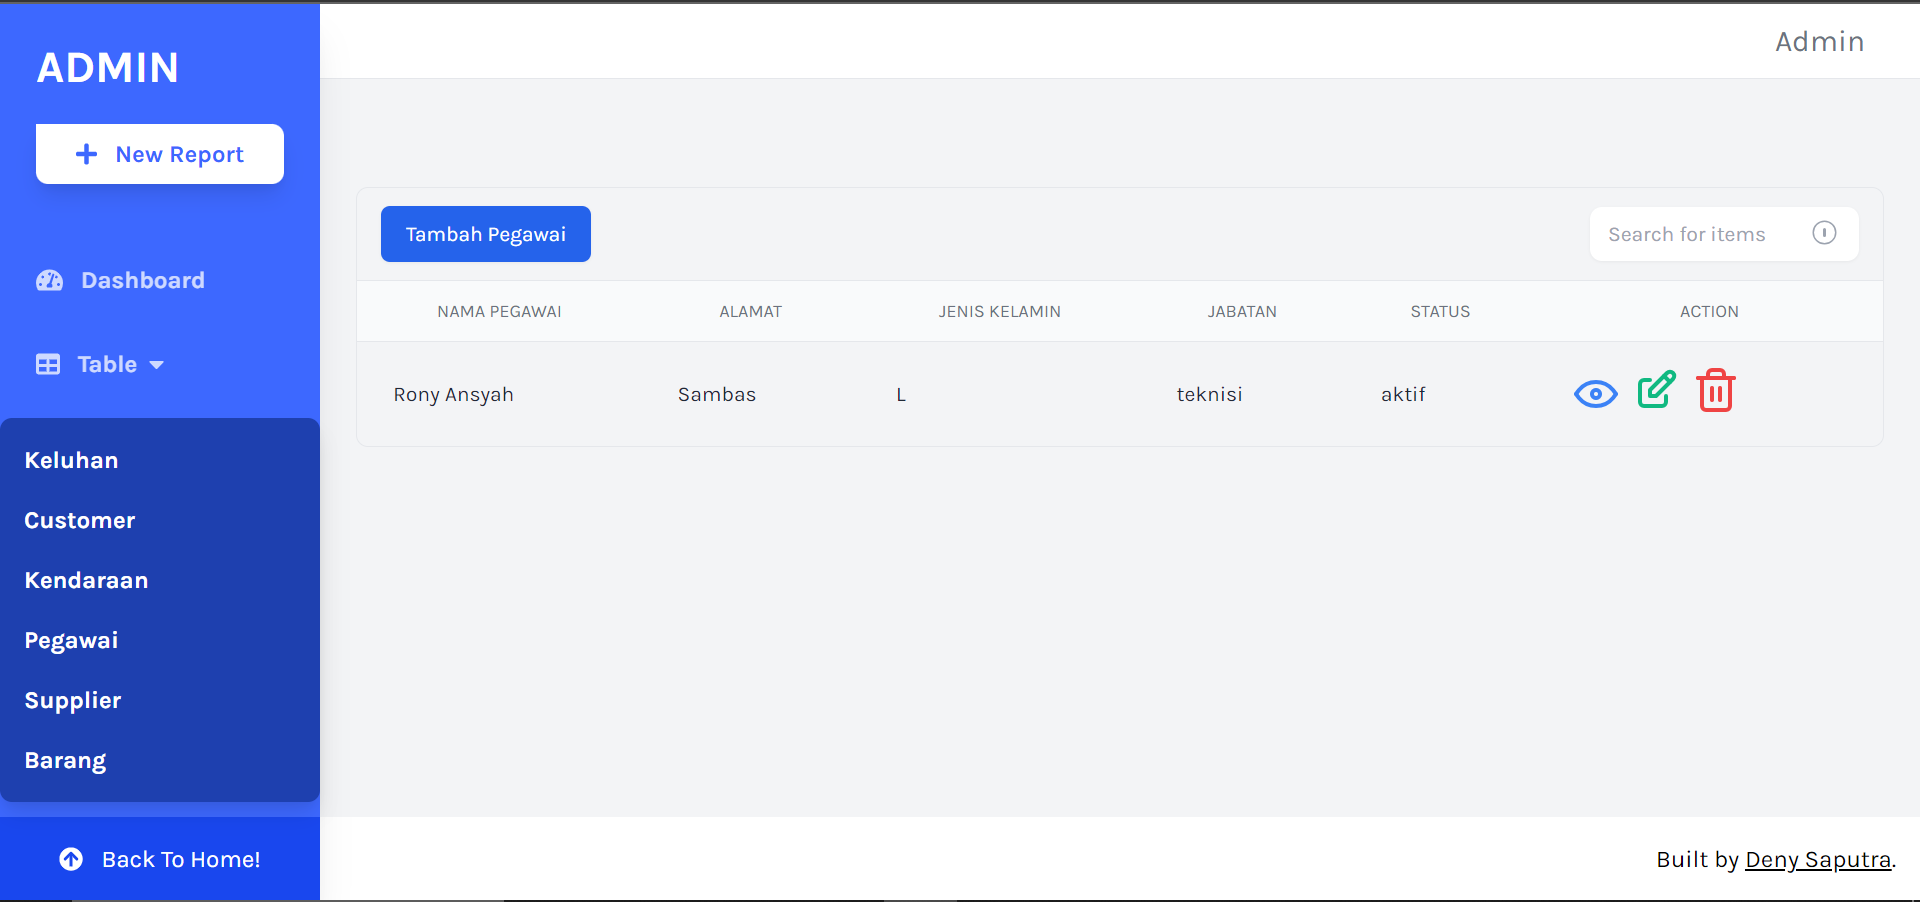 ADMIN
New Report
Dashboard
Table
Keluhan
Customer
Kendaraan
Pegawai
Supplier
Barang
Back To Home!
Admin
Tambah Pegawai
Search for items
NAMA PEGAWAI ALAMAT JENIS KELAMIN JABATAN STATUS ACTION
Rony Ansyah Sambas L teknisi aktif
Built by Deny Saputra.